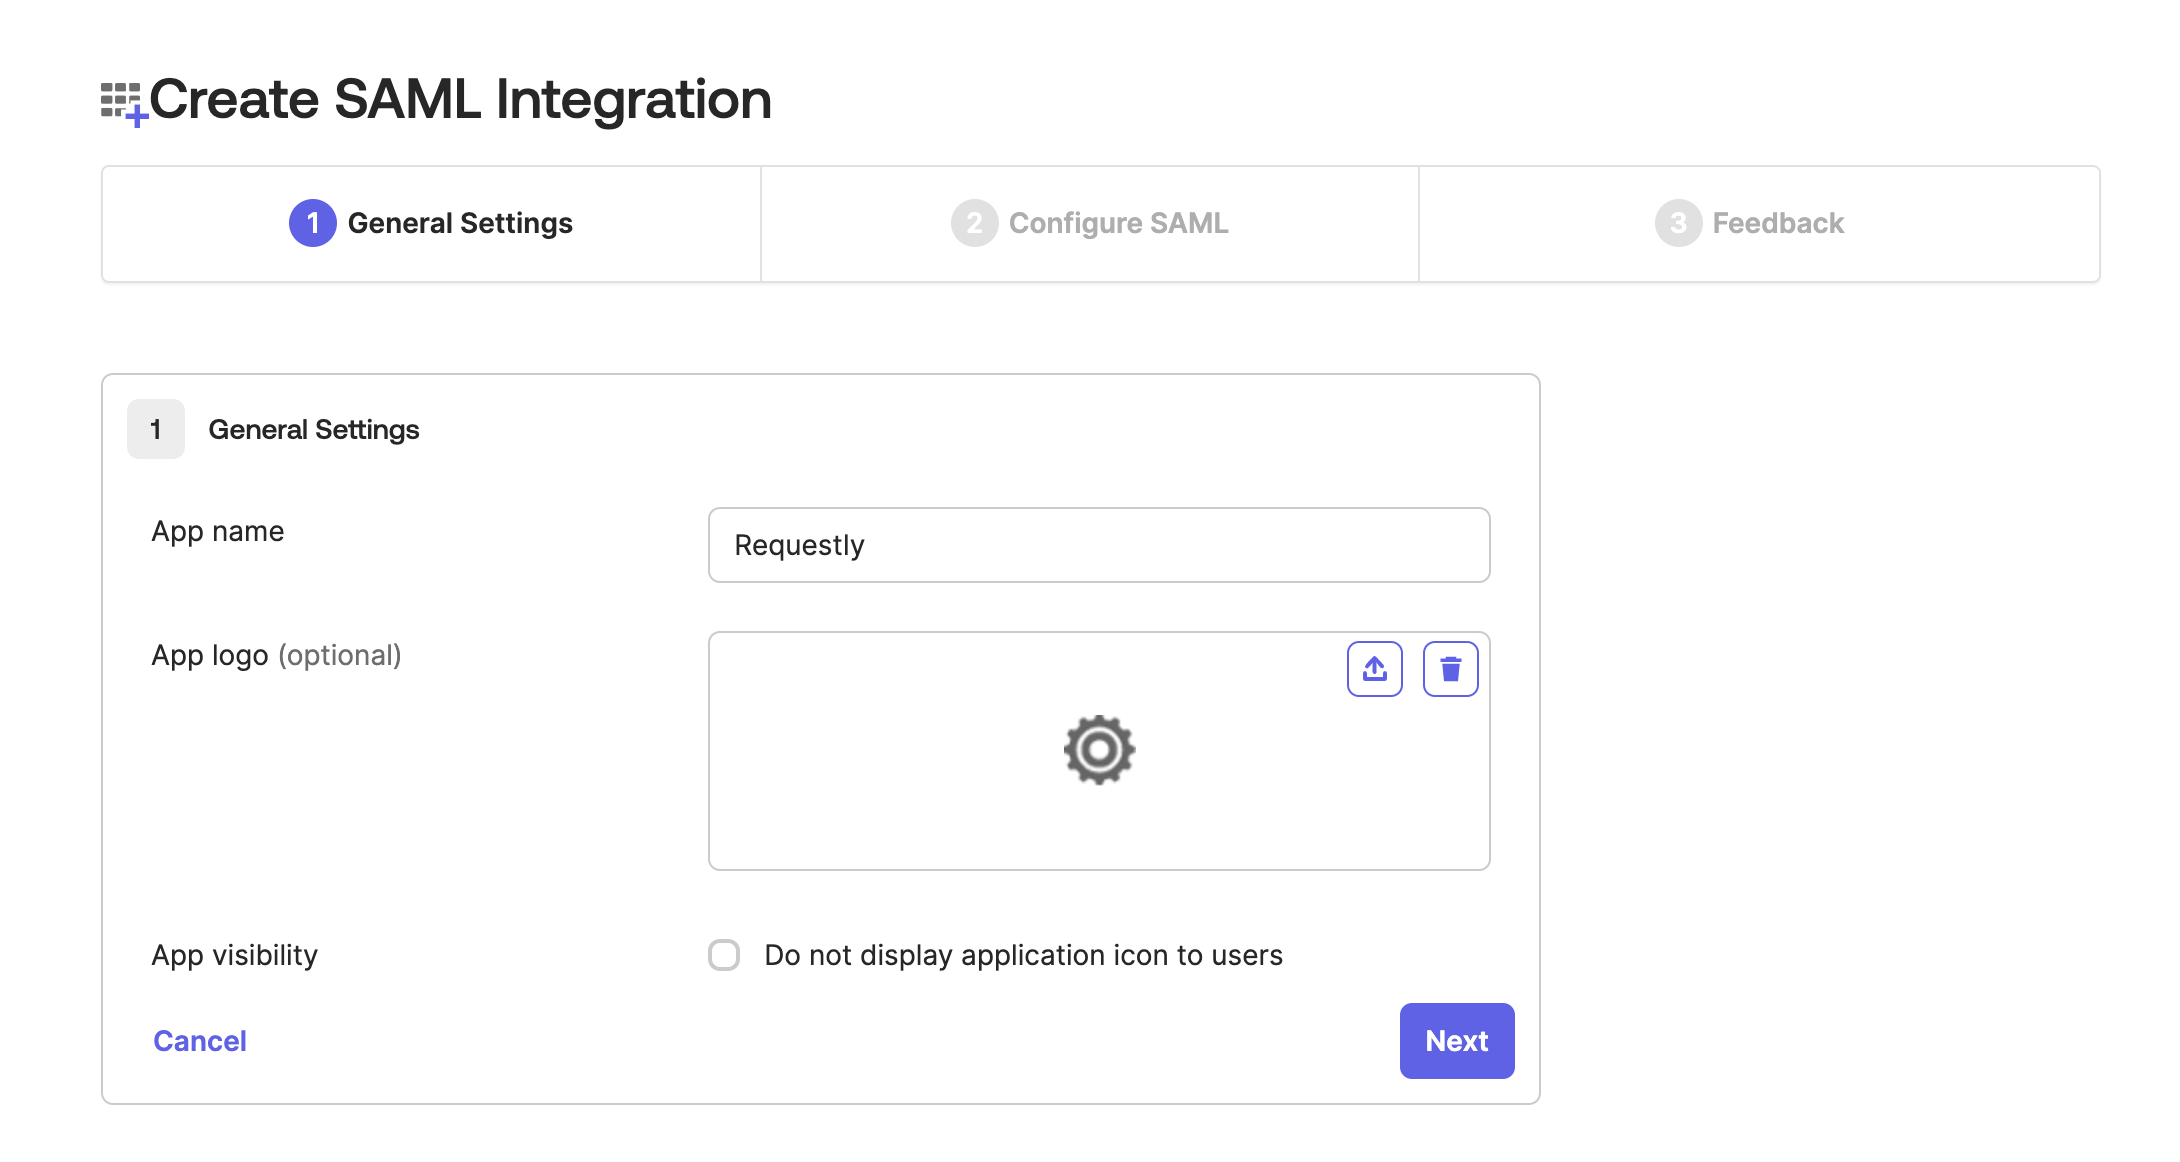 Create SAML Integration
1 General Settings
2 Configure SAML
3 Feedback
1 General Settings
App name
Requestly
App logo (optional)
App visibility
Do not display application icon to users
Cancel
Next